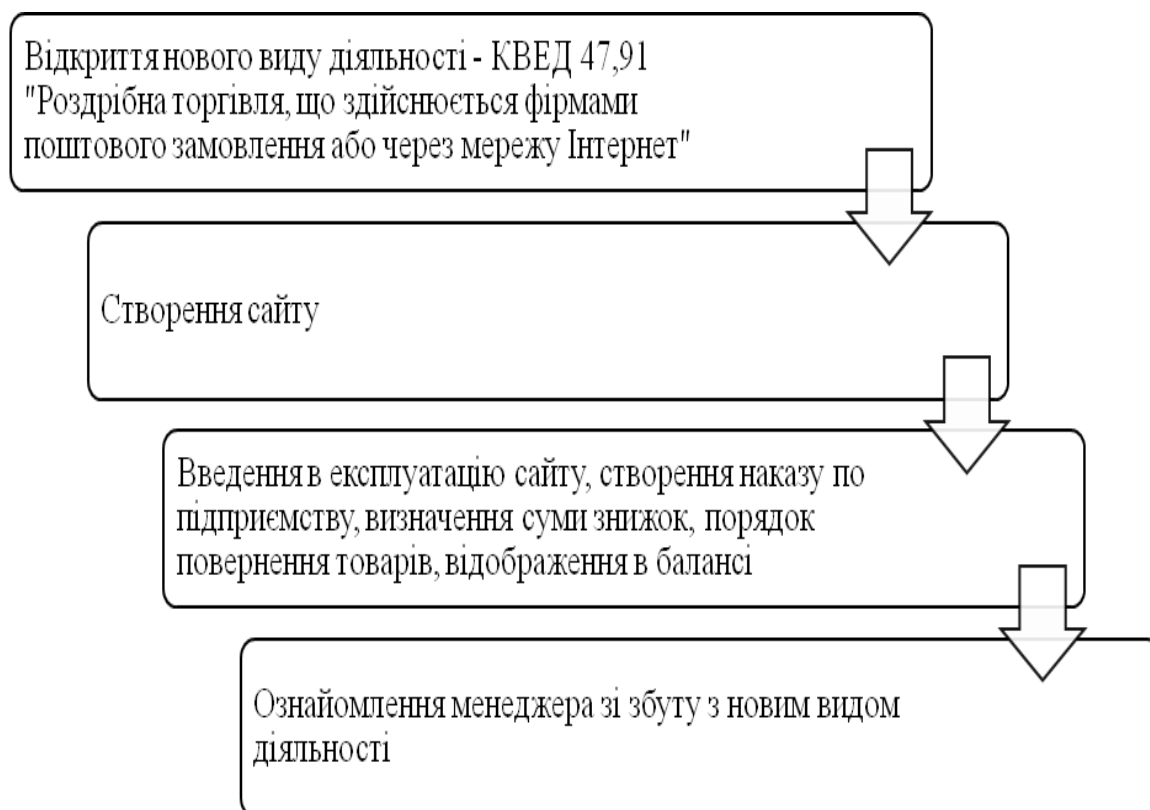 Відкриття нового виду діяльності - КВЕД 47,91
"Роздрібна торгівля, що здійснюється фірмами
поштового замовлення або через мережу Інтернет"
Створення сайту
Введення в експлуатацію сайту, створення наказу по
підприємству, визначення суми знижок, порядок
повернення товарів, відображення в балансі
Ознайомлення менеджера зі збуту з новим видом
діяльності